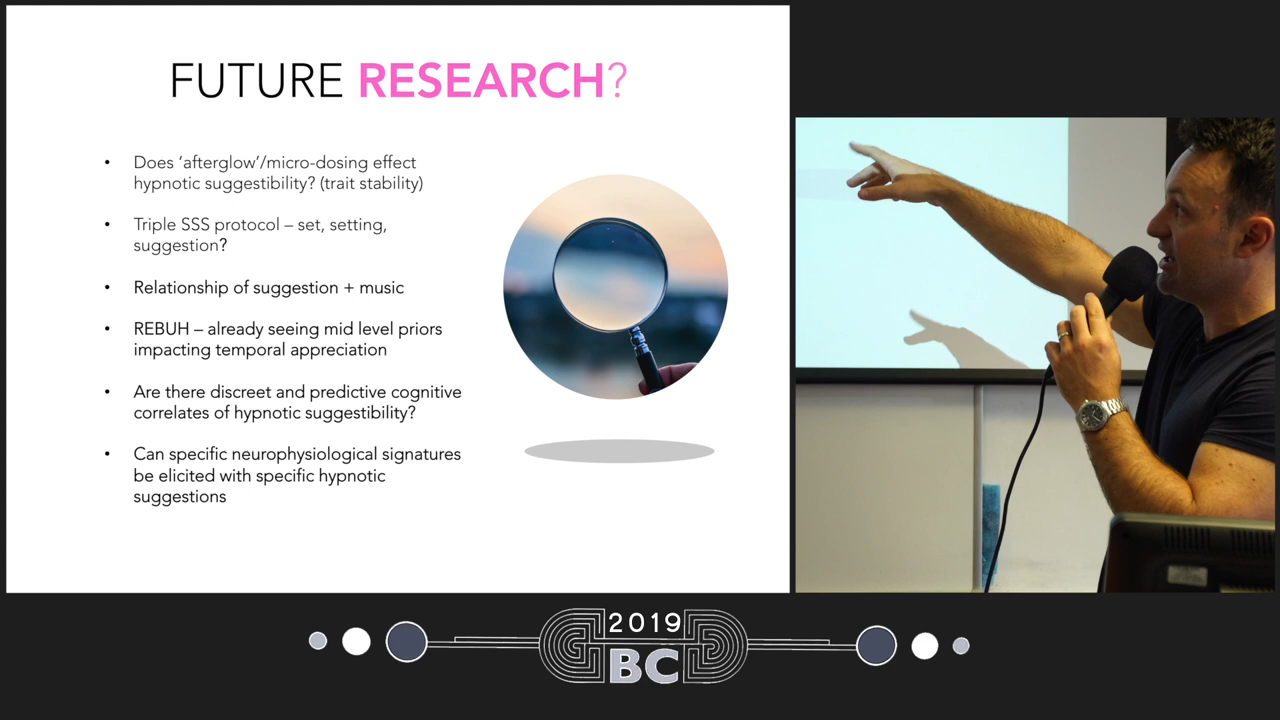 FUTURE RESEARCH?
• Does ‘afterglow’/micro-dosing effect
hypnotic suggestibility? (trait stability)
• Triple SSS protocol – set, setting,
suggestion?
• Relationship of suggestion + music
• REBUH – already seeing mid level priors
impacting temporal appreciation
• Are there discreet and predictive cognitive
correlates of hypnotic suggestibility?
• Can specific neurophysiological signatures
be elicited with specific hypnotic
suggestions
2019
BC